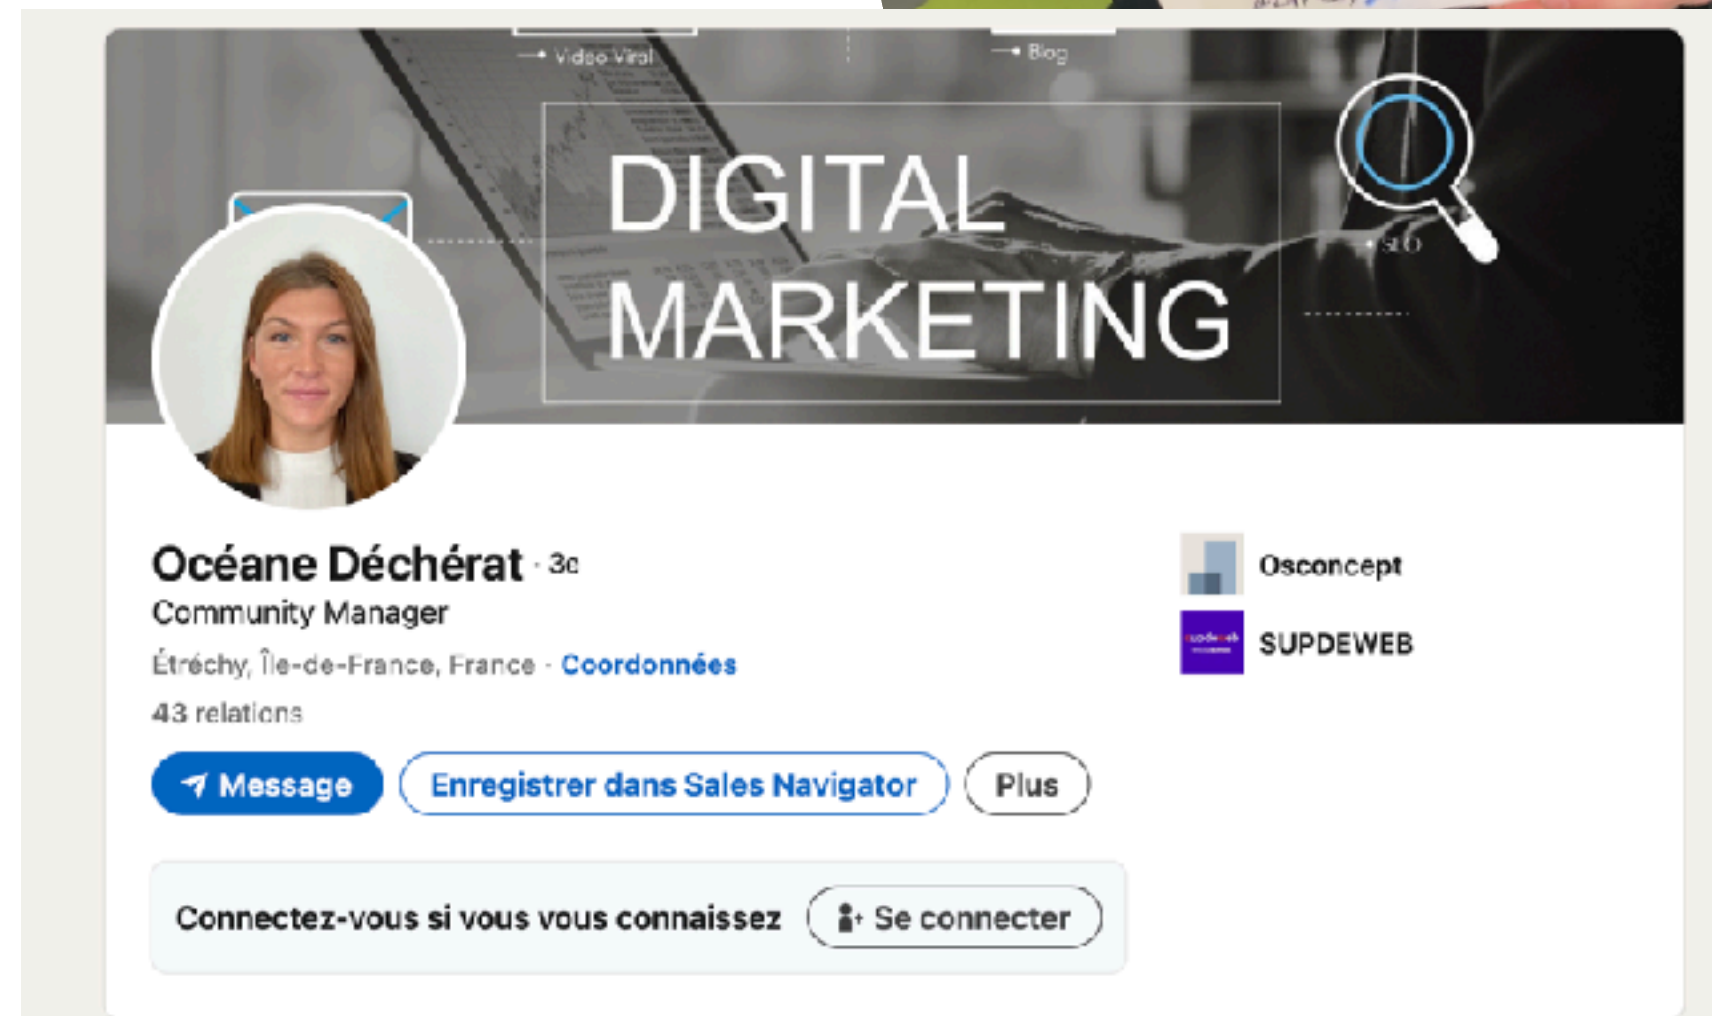 Video Viral
Blog
DIGITAL
MARKETING
SEO
Océane Déchérat · 3e
Community Manager
Étréchy, Île-de-France, France · Coordonnées
43 relations
Message
Enregistrer dans Sales Navigator
Plus
Osconcept
supdeweb
SUPDEWEB
Connectez-vous si vous vous connaissez
Se connecter